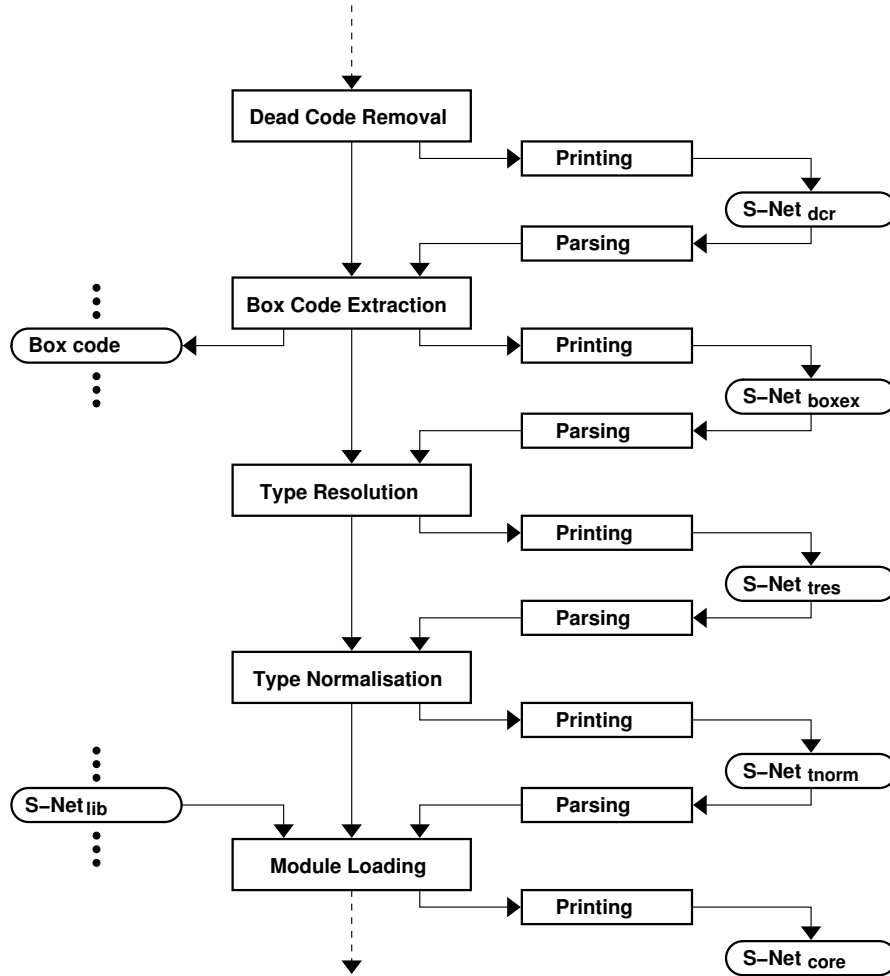 Dead Code Removal
Printing
S-Net dcr
Parsing
Box Code Extraction
Box code
Printing
S-Net boxex
Parsing
Type Resolution
Printing
S-Net tres
Parsing
Type Normalisation
Printing
S-Net tnorm
S-Net lib
Parsing
Module Loading
Printing
S-Net core